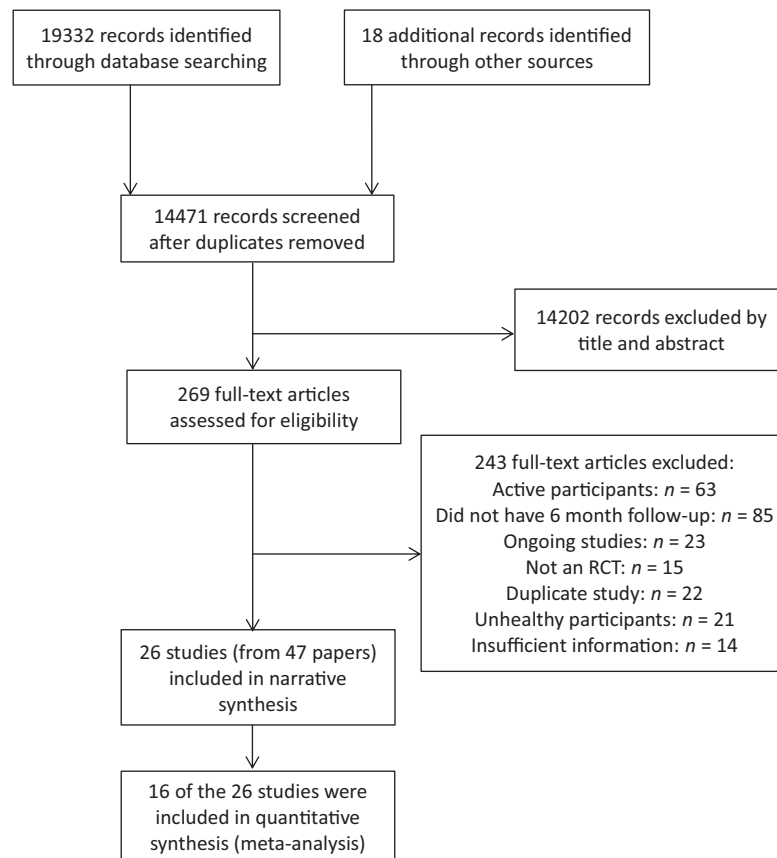 19332 records identified
through database searching
18 additional records identified
through other sources
14471 records screened
after duplicates removed
14202 records excluded by
title and abstract
269 full-text articles
assessed for eligibility
243 full-text articles excluded:
Active participants: n = 63
Did not have 6 month follow-up: n = 85
Ongoing studies: n = 23
Not an RCT: n = 15
Duplicate study: n = 22
Unhealthy participants: n = 21
Insufficient information: n = 14
26 studies (from 47 papers)
included in narrative
synthesis
16 of the 26 studies were
included in quantitative
synthesis (meta-analysis)